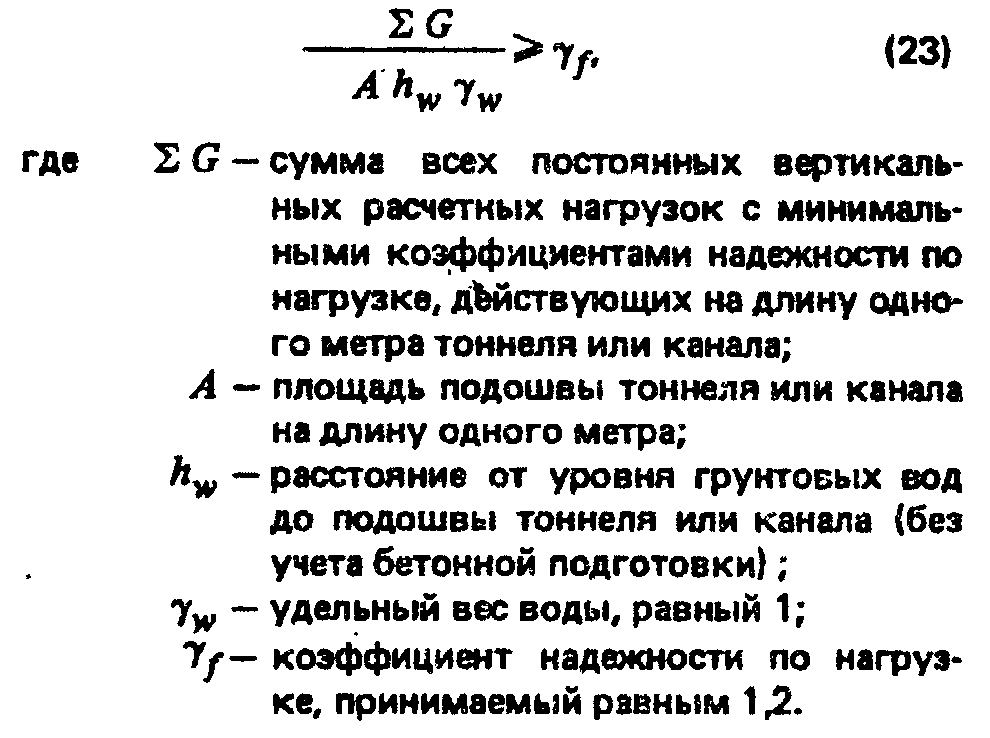 Σ G
A h_w γ_w
≥ γ_f, (23)
где Σ G – сумма всех постоянных вертикаль-
ных расчетных нагрузок с минималь-
ными коэффициентами надежности по
нагрузке, действующих на длину одно-
го метра тоннеля или канала;
A – площадь подошвы тоннеля или канала
на длину одного метра;
h_w – расстояние от уровня грунтовых вод
до подошвы тоннеля или канала (без
учета бетонной подготовки) ;
γ_w – удельный вес воды, равный 1;
γ_f – коэффициент надежности по нагруз-
ке, принимаемый равным 1,2.